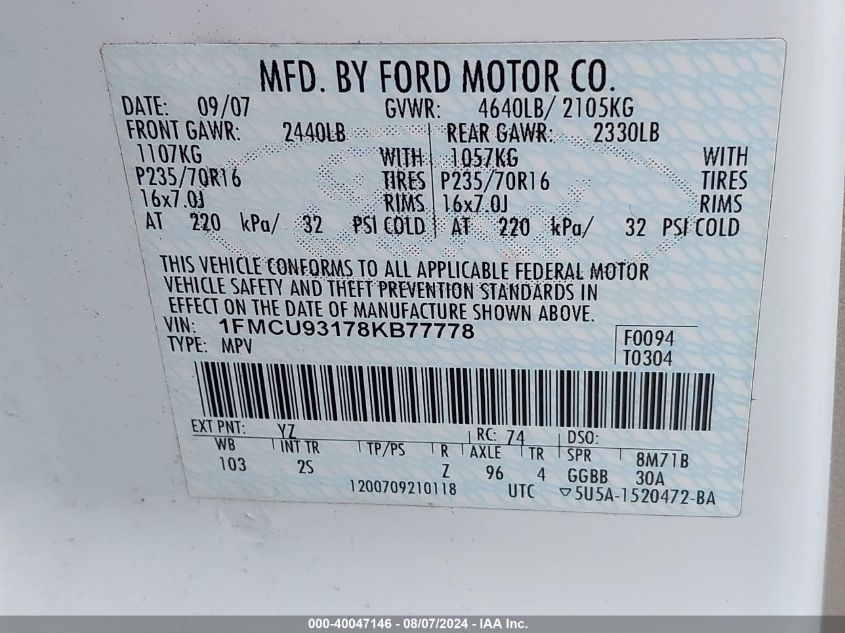 MFD. BY FORD MOTOR CO.
DATE: 09/07 GVWR: 4640LB/ 2105KG
FRONT GAWR: 2440LB REAR GAWR: 2330LB
1107KG WITH 1057KG WITH
P235/70R16 TIRES P235/70R16 TIRES
16x7.0J RIMS 16x7.0J RIMS
AT 220 kPa/ 32 PSI COLD AT 220 kPa/ 32 PSI COLD
THIS VEHICLE CONFORMS TO ALL APPLICABLE FEDERAL MOTOR
VEHICLE SAFETY AND THEFT PREVENTION STANDARDS IN
EFFECT ON THE DATE OF MANUFACTURE SHOWN ABOVE.
VIN: 1FMCU93178KB77778 F0094
TYPE: MPV T0304
EXT PNT: YZ RC: 74 DSO:
WB INT TR TP/PS R AXLE TR SPR 8M71B
103 2S Z 96 4 GGBB 30A
1200709210118 UTC ▽5U5A-1520472-BA
000-40047146 - 08/07/2024 - IAA Inc.